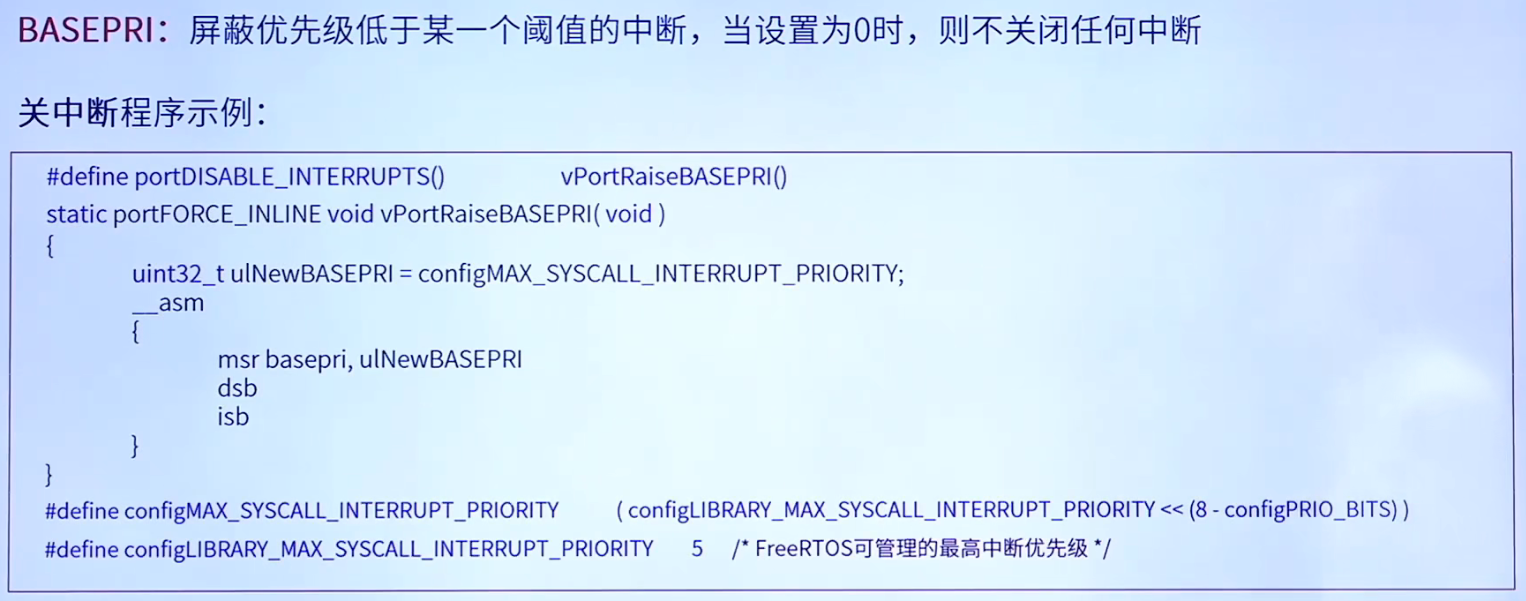 BASEPRI：屏蔽优先级低于某一个阈值的中断，当设置为0时，则不关闭任何中断
关中断程序示例：
#define portDISABLE_INTERRUPTS() vPortRaiseBASEPRI()
static portFORCE_INLINE void vPortRaiseBASEPRI( void )
{
uint32_t ulNewBASEPRI = configMAX_SYSCALL_INTERRUPT_PRIORITY;
__asm
{
msr basepri, ulNewBASEPRI
dsb
isb
}
}
#define configMAX_SYSCALL_INTERRUPT_PRIORITY ( configLIBRARY_MAX_SYSCALL_INTERRUPT_PRIORITY << (8 - configPRIO_BITS) )
#define configLIBRARY_MAX_SYSCALL_INTERRUPT_PRIORITY 5 /* FreeRTOS可管理的最高中断优先级 */